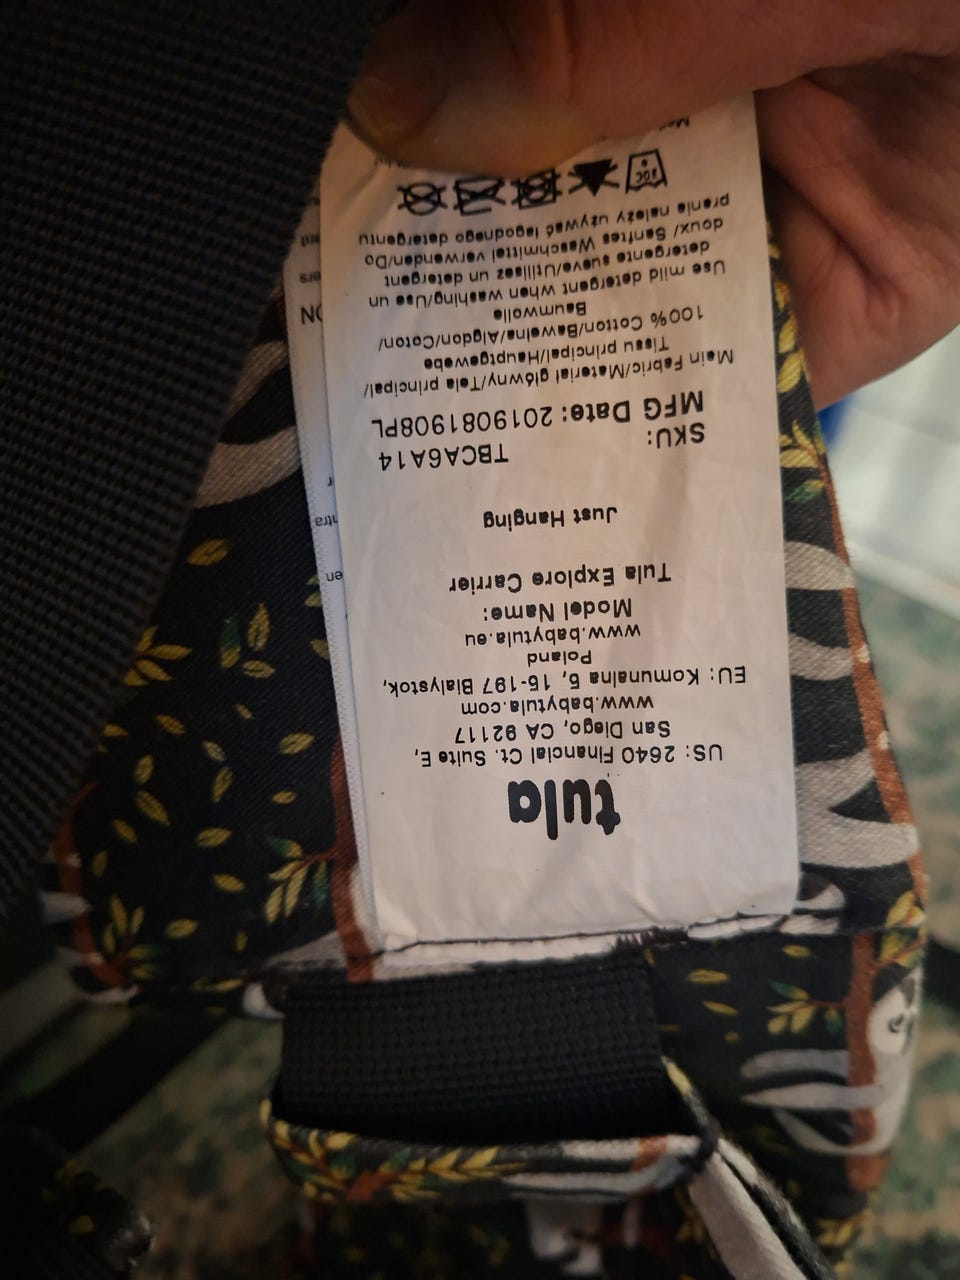 tula
US: 2640 Financial Ct. Suite E,
San Diego, CA 92117
www.babytula.com
EU: Komunalna 5, 15-197 Bialystok,
Poland
www.babytula.eu
Model Name:
Tula Explore Carrier
Just Hanging
SKU: TBCA6A14
MFG Date: 2019081908PL
Main Fabric/Materiał główny/Tela principal/
Tissu principal/Hauptgewebe
100% Cotton/Bawełna/Algdon/Coton/
Baumwolle
Use mild detergent when washing/Use un
detergente suave/Utilisez un detergent
doux/ Sanftes Waschmittel verwenden/Do
prania należy używać łagodnego detergentu
30C